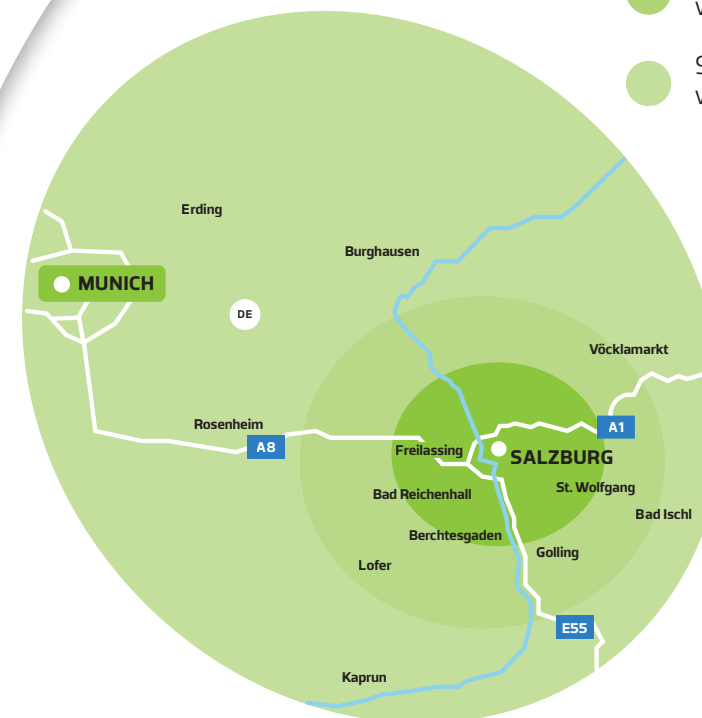 Erding
Burghausen
MUNICH
DE
Vöcklamarkt
Rosenheim
A8
A1
Freilassing
SALZBURG
Bad Reichenhall
St. Wolfgang
Bad Ischl
Berchtesgaden
Golling
Lofer
E55
Kaprun